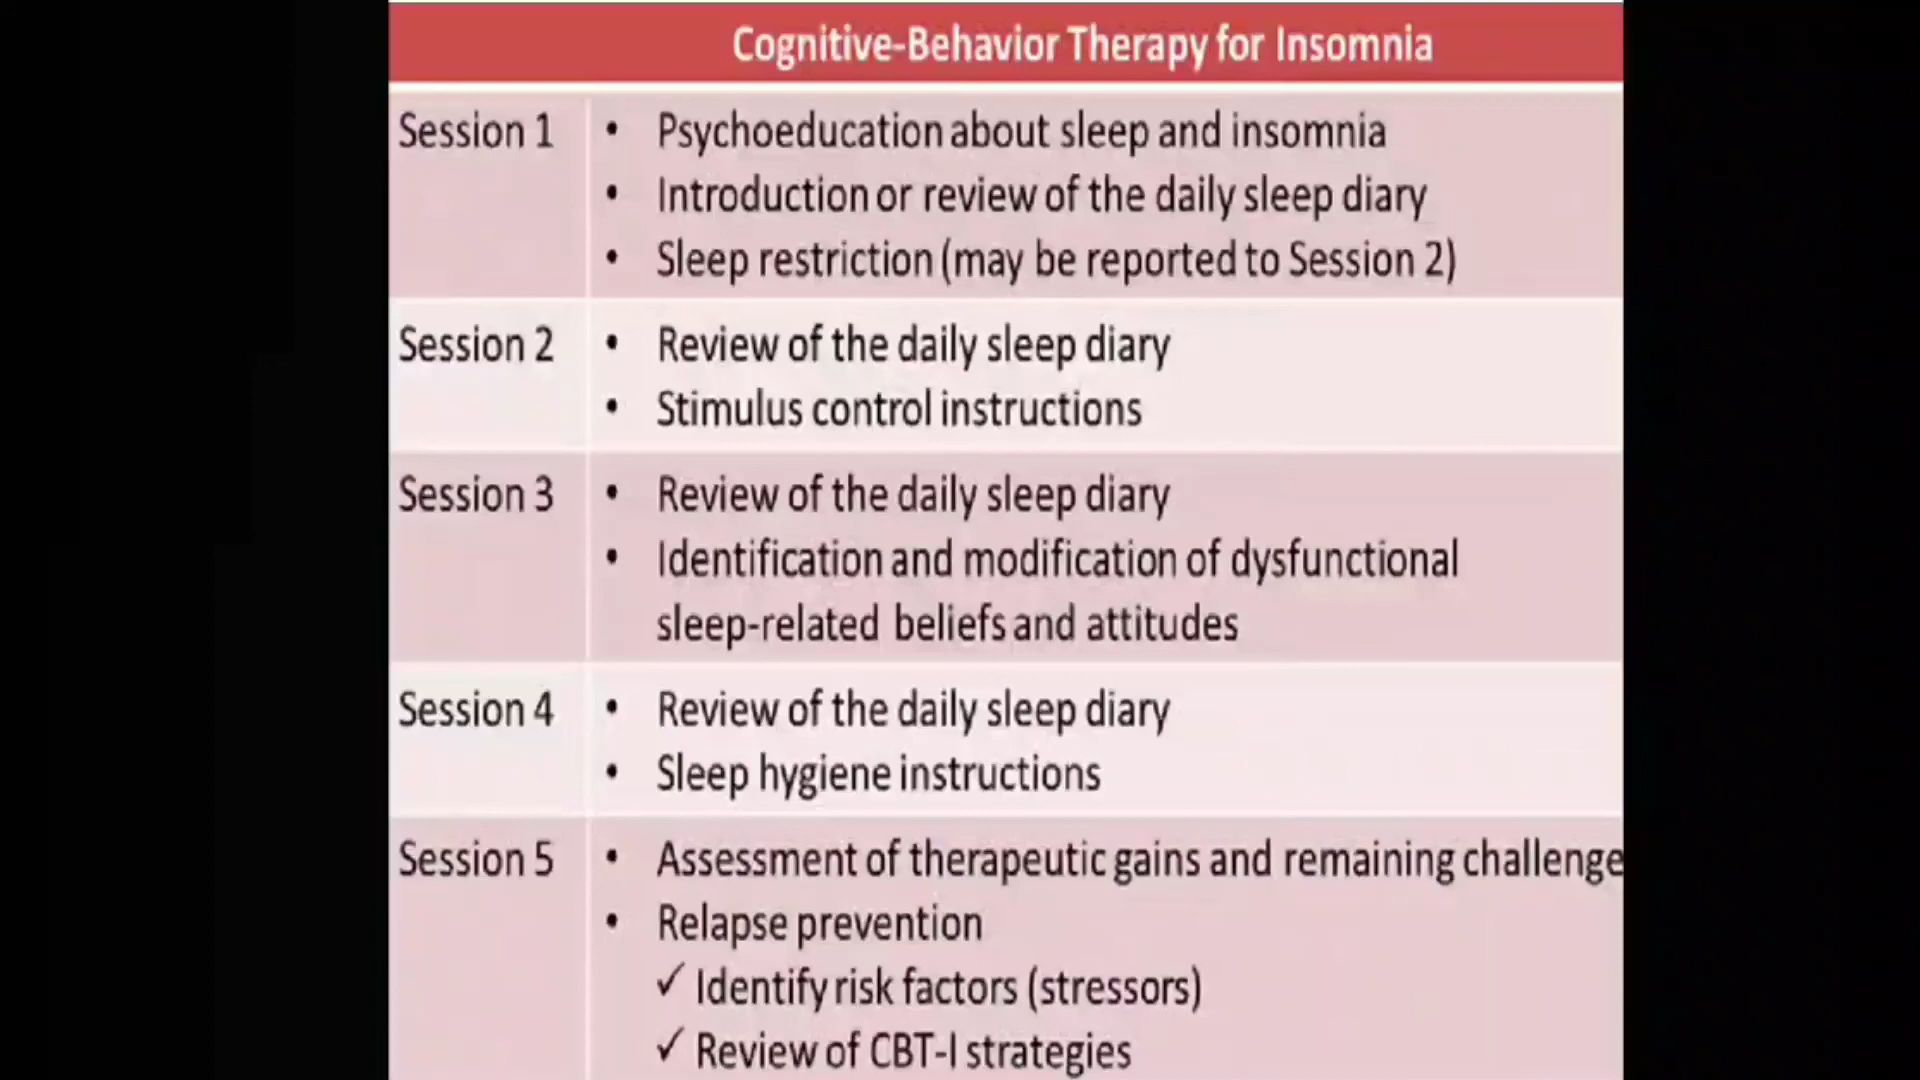 Cognitive-Behavior Therapy for Insomnia
Session 1
• Psychoeducation about sleep and insomnia
• Introduction or review of the daily sleep diary
• Sleep restriction (may be reported to Session 2)
Session 2
• Review of the daily sleep diary
• Stimulus control instructions
Session 3
• Review of the daily sleep diary
• Identification and modification of dysfunctional
sleep-related beliefs and attitudes
Session 4
• Review of the daily sleep diary
• Sleep hygiene instructions
Session 5
• Assessment of therapeutic gains and remaining challenge
• Relapse prevention
✓ Identify risk factors (stressors)
✓ Review of CBT-I strategies